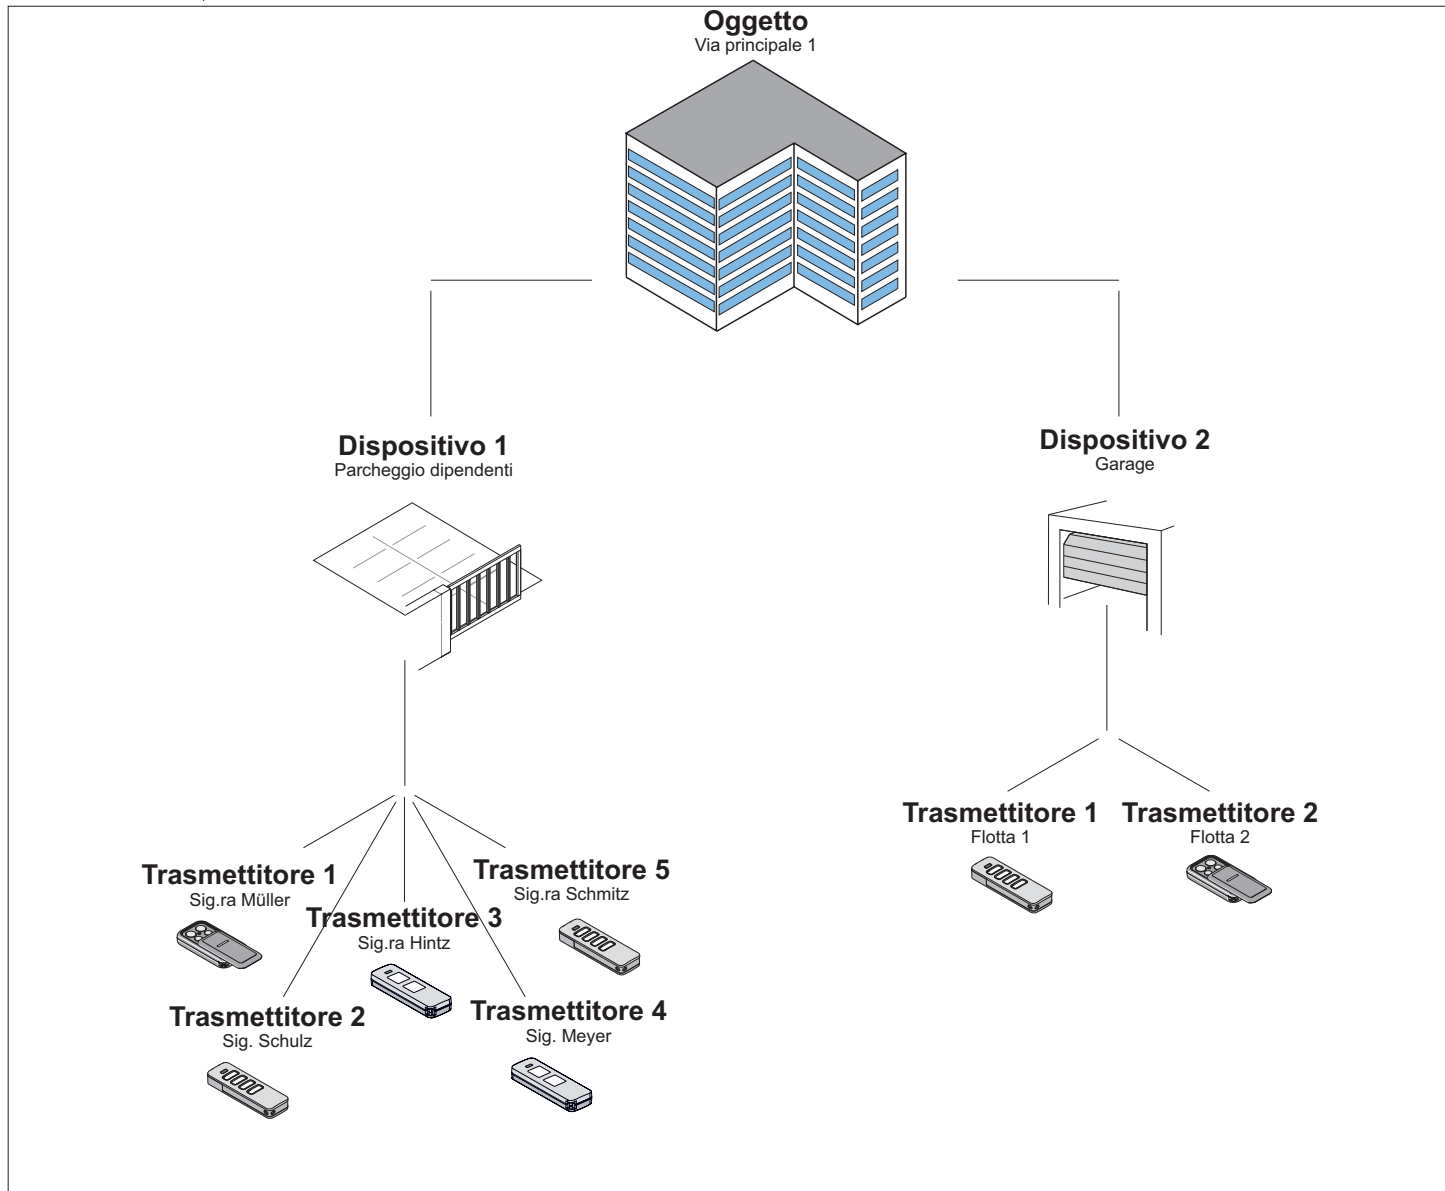 Oggetto
Via principale 1
Dispositivo 1
Parcheggio dipendenti
Dispositivo 2
Garage
Trasmettitore 1
Flotta 1
Trasmettitore 2
Flotta 2
Trasmettitore 1
Sig.ra Müller
Trasmettitore 5
Sig.ra Schmitz
Trasmettitore 3
Sig.ra Hintz
Trasmettitore 2
Sig. Schulz
Trasmettitore 4
Sig. Meyer